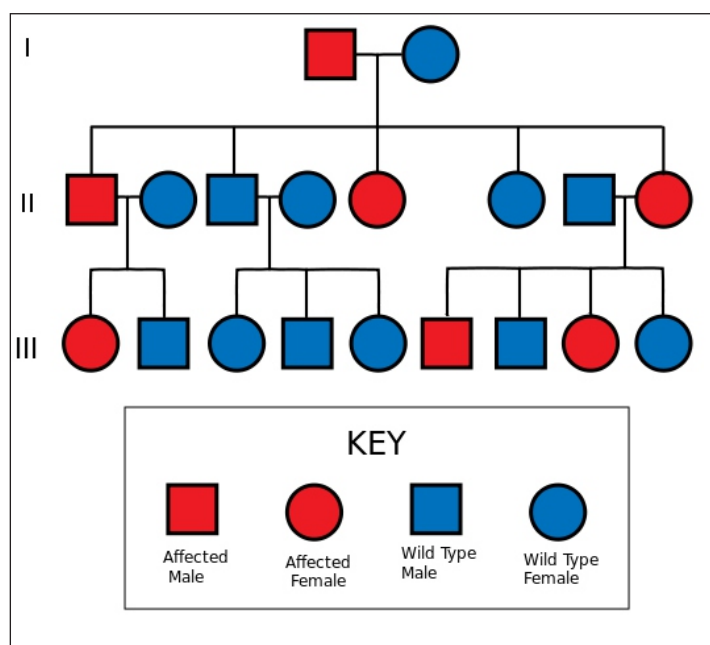 I
II
III
KEY
Affected
Male
Affected
Female
Wild Type
Male
Wild Type
Female